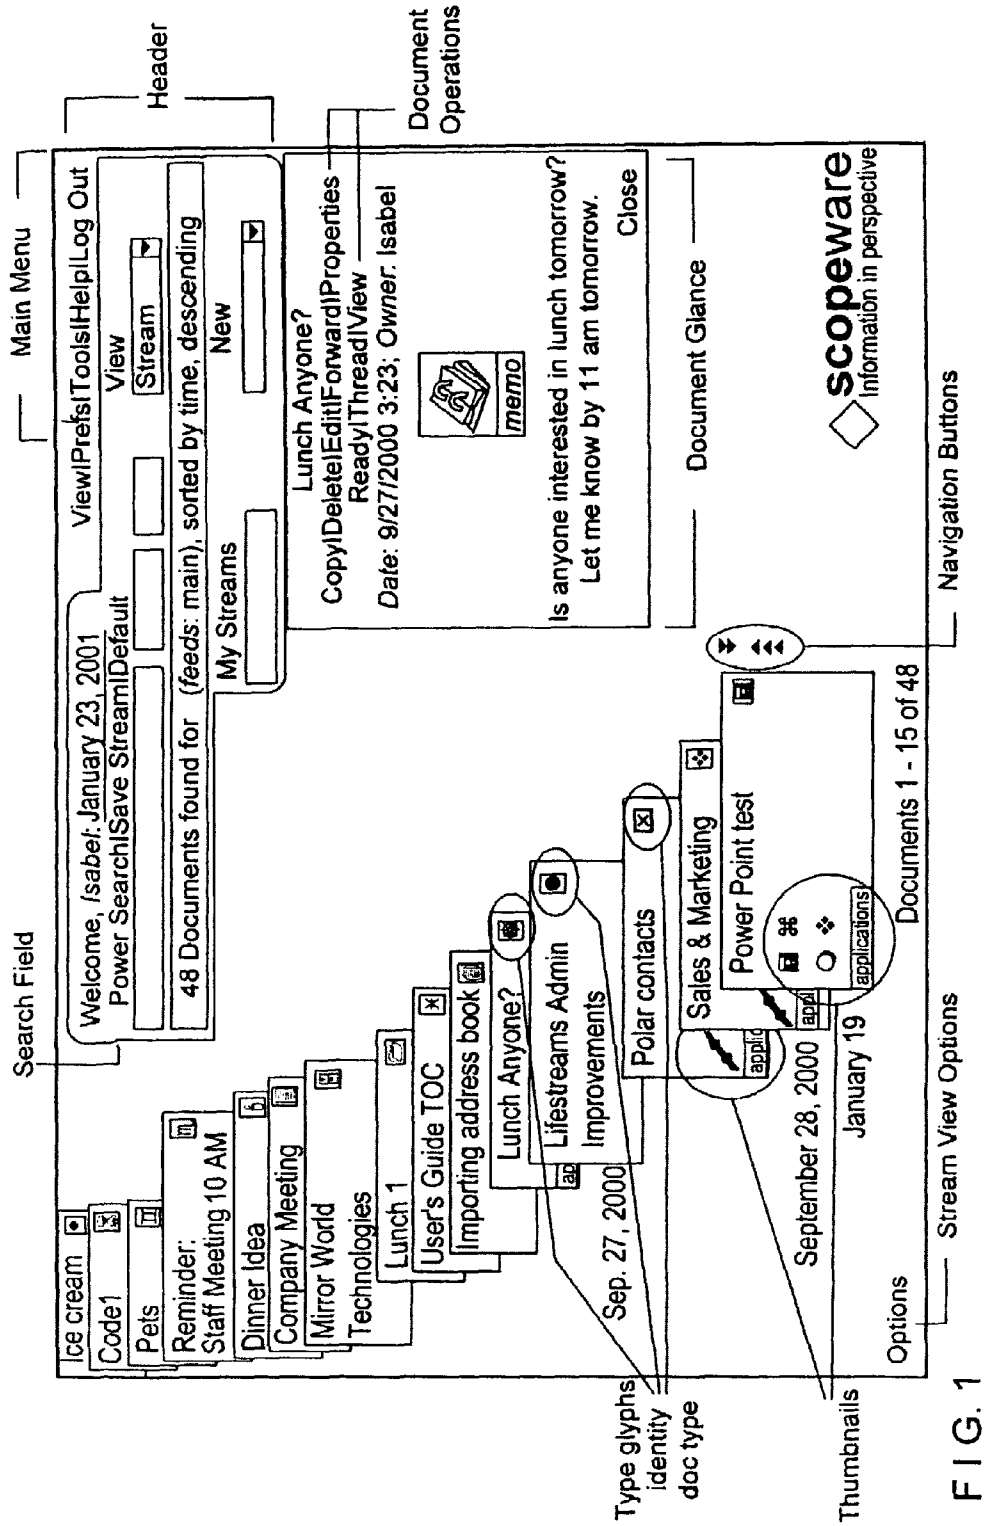 Main Menu
Search Field
Header
Welcome, Isabel: January 23, 2001
View|Prefs|Tools|Help|Log Out
Power Search|Save Stream|Default
View
Stream
48 Documents found for (feeds: main), sorted by time, descending
My Streams
New
Ice cream
Code1
Pets
Reminder:
Staff Meeting 10 AM
Dinner Idea
Company Meeting
Mirror World
Technologies
Lunch 1
User's Guide TOC
Importing address book
Lunch Anyone?
Lifestreams Admin
Improvements
Polar contacts
Sales & Marketing
Power Point test
ap
applic
appl
applications
Sep. 27, 2000
September 28, 2000
January 19
Lunch Anyone?
Copy|Delete|Edit|Forward|Properties
Ready|Thread|View
Date: 9/27/2000 3:23; Owner: Isabel
memo
Is anyone interested in lunch tomorrow?
Let me know by 11 am tomorrow.
Close
Document
Operations
Document Glance
scopeware
Information in perspective
Documents 1 - 15 of 48
Options
Navigation Buttons
Stream View Options
Type glyphs
identity
doc type
Thumbnails
FIG. 1